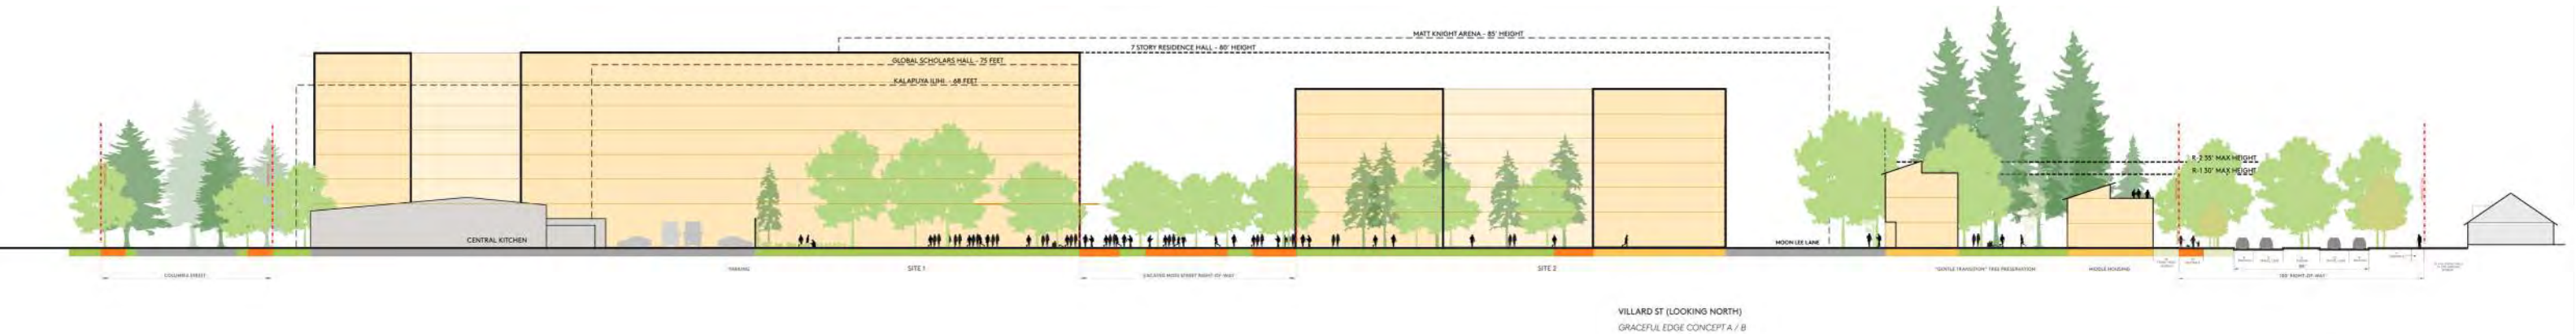 MATT KNIGHT ARENA - 85' HEIGHT
7 STORY RESIDENCE HALL - 80' HEIGHT
GLOBAL SCHOLARS HALL - 75 FEET
KALAPUYA ILIHI - 68 FEET
R-2 35' MAX HEIGHT
R-1 30' MAX HEIGHT
CENTRAL KITCHEN
MOON LEE LANE
PARKING
SITE 1
SITE 2
"GENTLE TRANSITION" TREE PRESERVATION
MIDDLE HOUSING
COLUMBIA STREET
VACATED MOSS STREET RIGHT-OF-WAY
RIGHT-OF-WAY
VILLARD ST (LOOKING NORTH)
GRACEFUL EDGE CONCEPT A / B